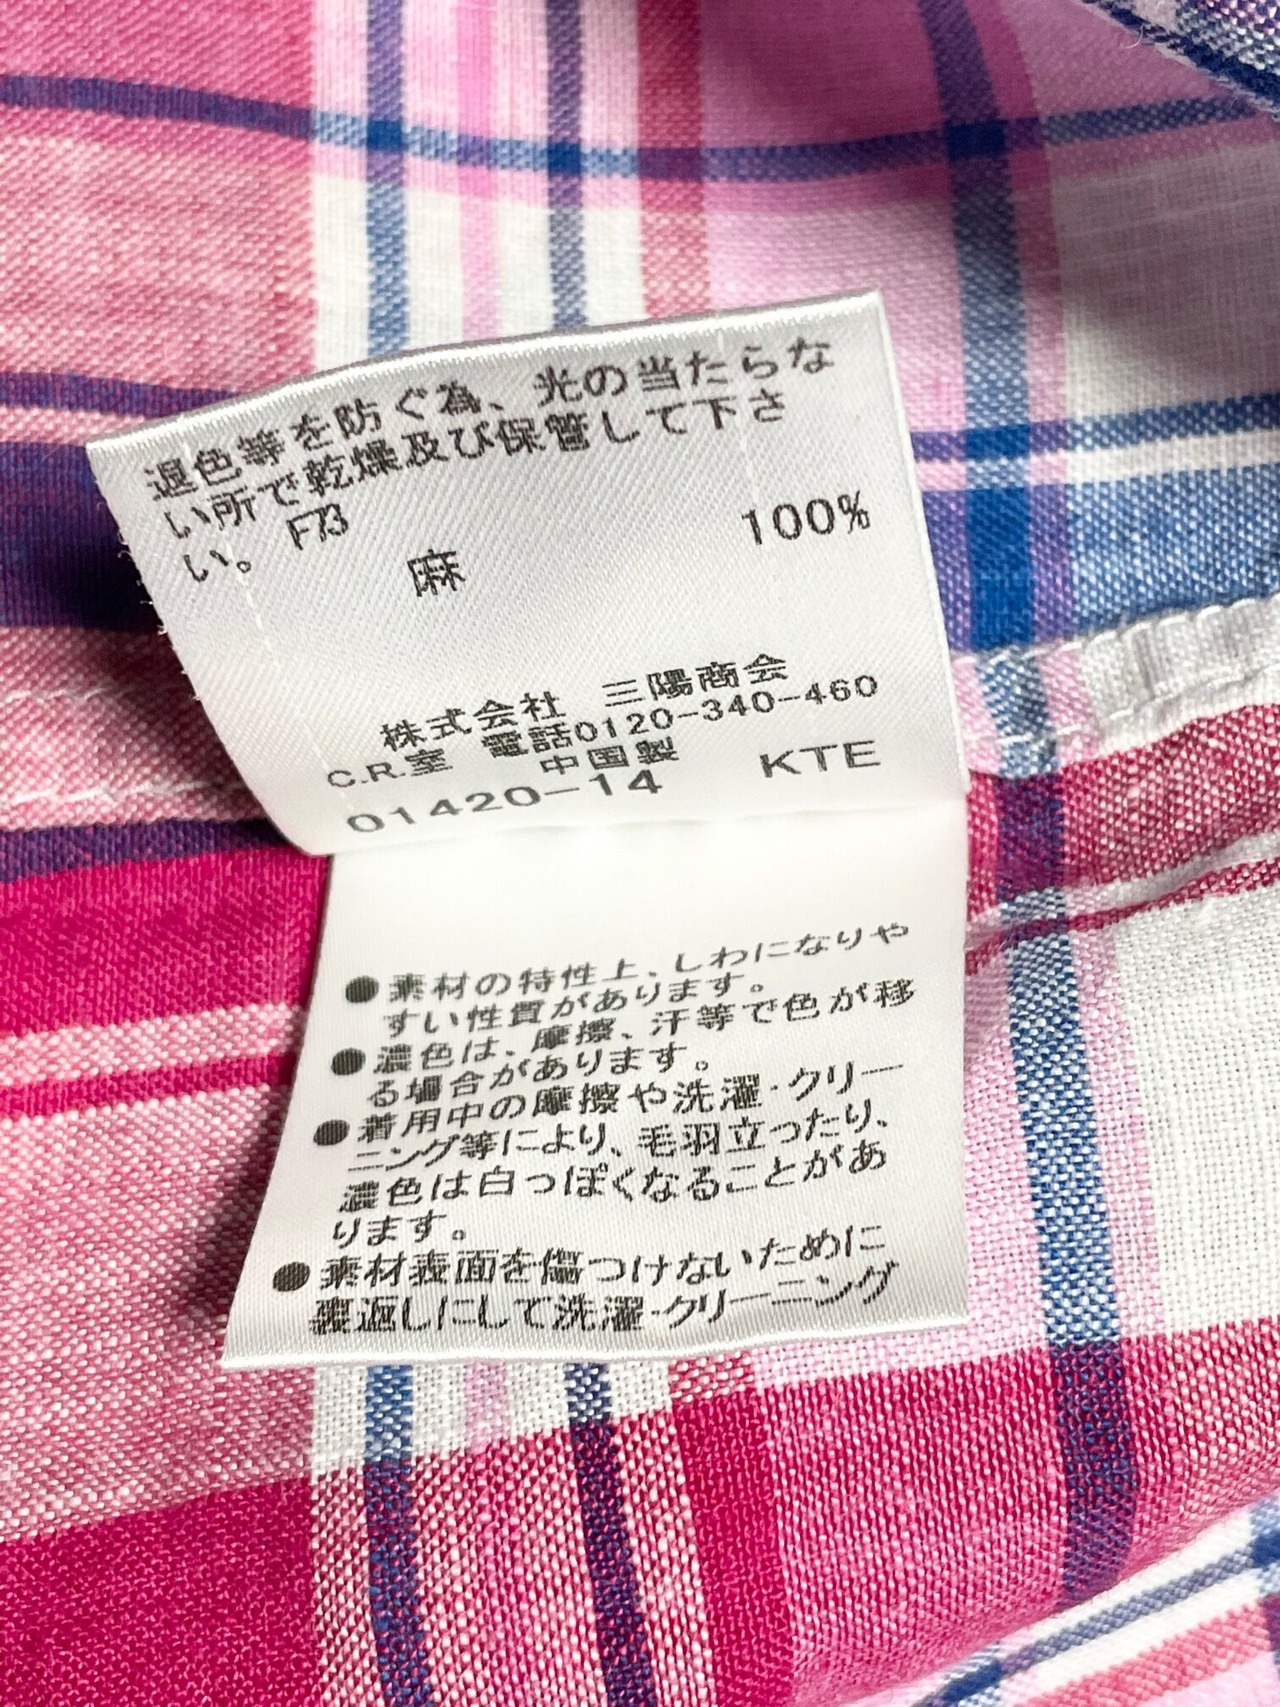 退色等を防ぐ為、光の当たらな
い所で乾燥及び保管して下さ
い。 F73
麻 100%
株式会社 三陽商会
C.R.室 電話0120-340-460
中国製
01420-14 KTE
●素材の特性上、しわになりや
すい性質があります。
●濃色は、摩擦、汗等で色が移
る場合があります。
●着用中の摩擦や洗濯・クリー
ニング等により、毛羽立ったり、
濃色は白っぽくなることがあ
ります。
●素材表面を傷つけないために
裏返しにして洗濯・クリーニング